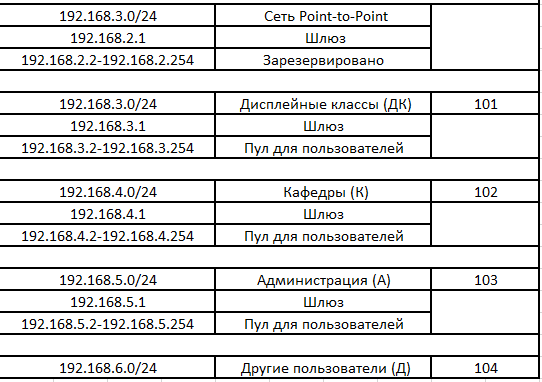 192.168.3.0/24 Сеть Point-to-Point
192.168.2.1 Шлюз
192.168.2.2-192.168.2.254 Зарезервировано
192.168.3.0/24 Дисплейные классы (ДК) 101
192.168.3.1 Шлюз
192.168.3.2-192.168.3.254 Пул для пользователей
192.168.4.0/24 Кафедры (К) 102
192.168.4.1 Шлюз
192.168.4.2-192.168.4.254 Пул для пользователей
192.168.5.0/24 Администрация (А) 103
192.168.5.1 Шлюз
192.168.5.2-192.168.5.254 Пул для пользователей
192.168.6.0/24 Другие пользователи (Д) 104